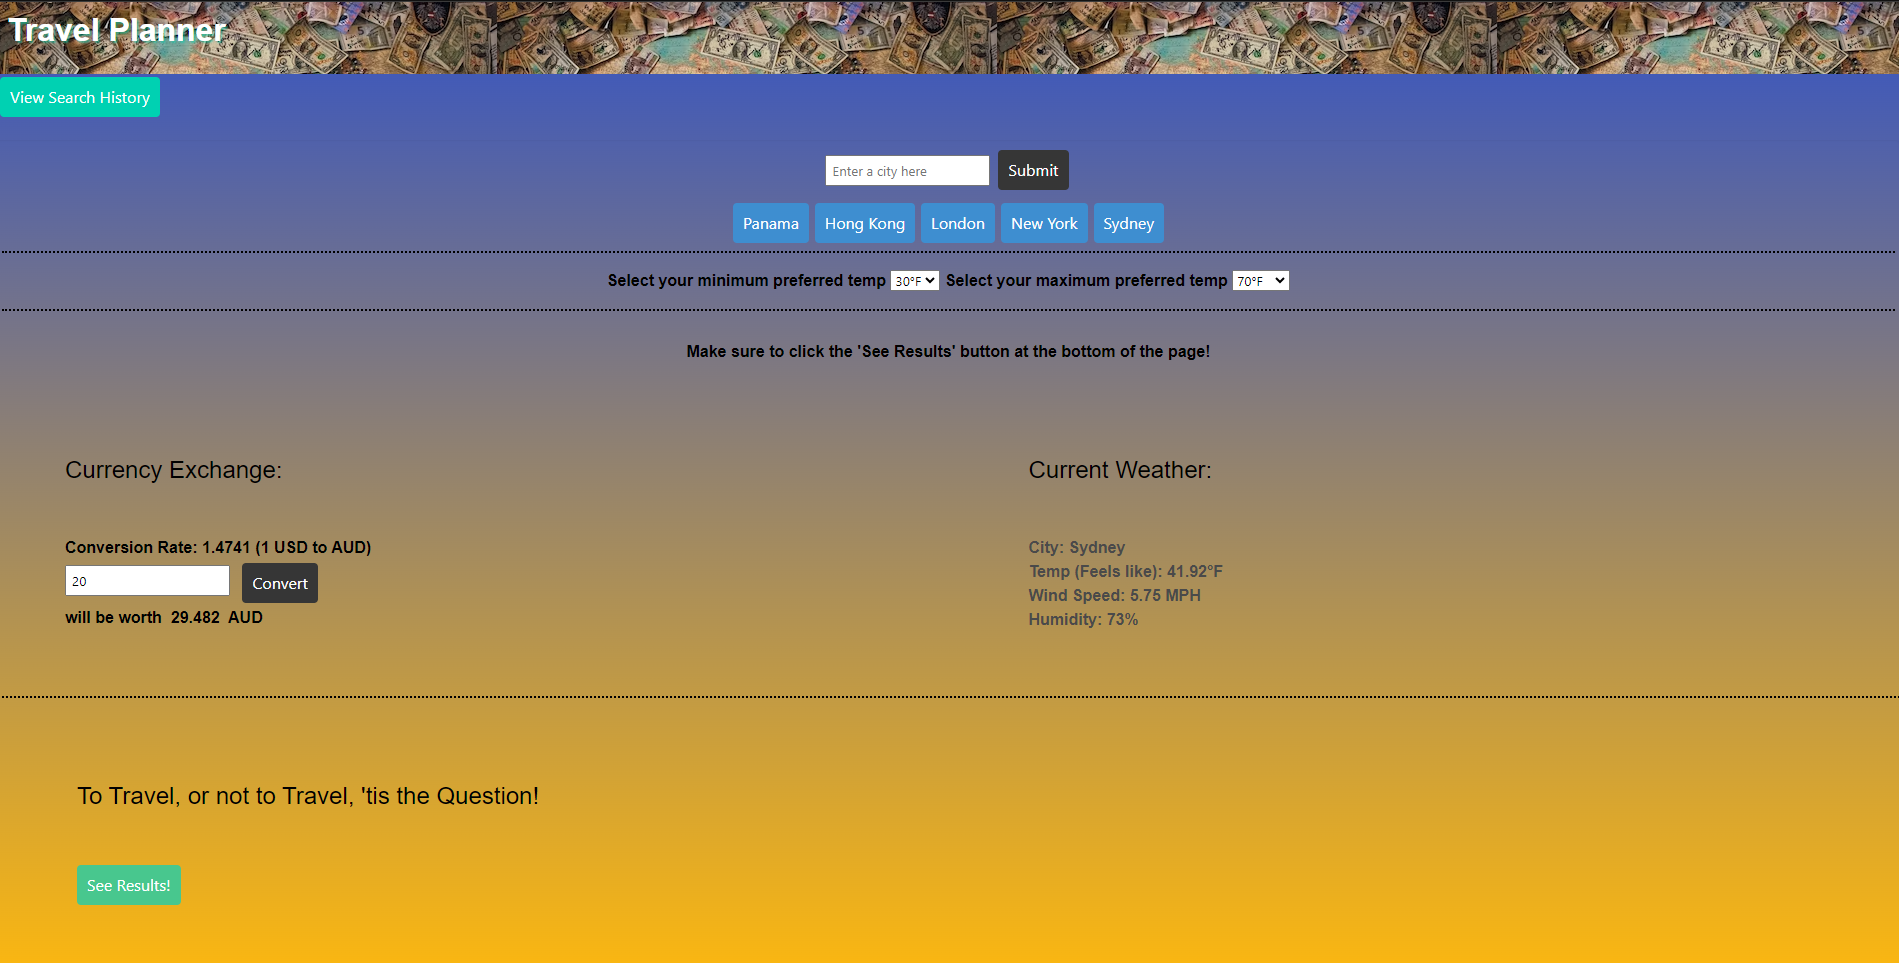 Travel Planner
View Search History
Enter a city here Submit
Panama Hong Kong London New York Sydney
Select your minimum preferred temp 30°F Select your maximum preferred temp 70°F
Make sure to click the 'See Results' button at the bottom of the page!
Currency Exchange:
Conversion Rate: 1.4741 (1 USD to AUD)
20 Convert
will be worth 29.482 AUD
Current Weather:
City: Sydney
Temp (Feels like): 41.92°F
Wind Speed: 5.75 MPH
Humidity: 73%
To Travel, or not to Travel, 'tis the Question!
See Results!